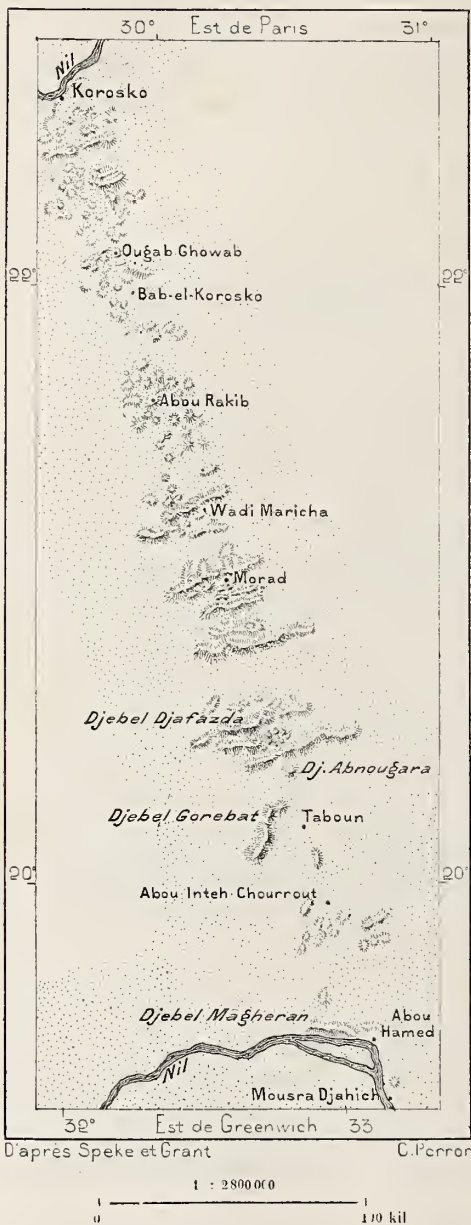 30° Est de Paris 31°
Nil
Korosko
Ougab Ghowab
22° 22°
Bab-el-Korosko
Abou Rakib
Wadi Maricha
Morad
Djebel Djafazda
Dj. Abnougara
Djebel Gorebat
Taboun
20° 20°
Abou Inteh Chourrout
Djebel Magheran
Abou
Hamed
Nil
Mousra Djahich
32° Est de Greenwich 33
D'après Speke et Grant C. Perron
1 : 2800000
0 100 kil